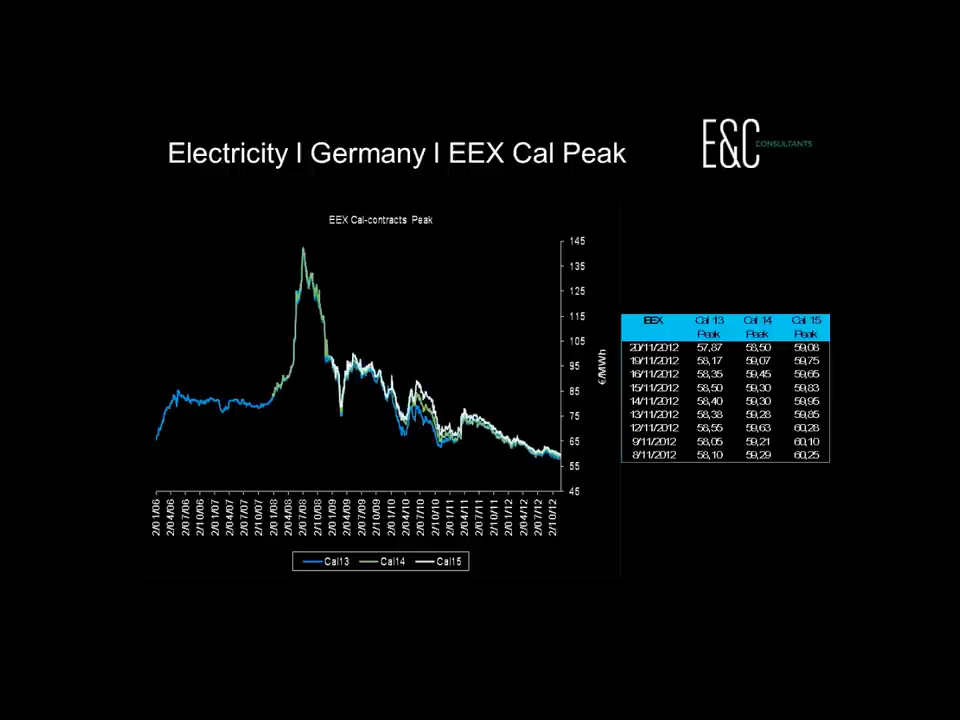 Electricity I Germany I EEX Cal Peak
E&C
CONSULTANTS
EEX Cal-contracts Peak
145
135
125
115
105
95
85
75
65
55
45
€/MWh
2/01/06
2/04/06
2/07/06
2/10/06
2/01/07
2/04/07
2/07/07
2/10/07
2/01/08
2/04/08
2/07/08
2/10/08
2/01/09
2/04/09
2/07/09
2/10/09
2/01/10
2/04/10
2/07/10
2/10/10
2/01/11
2/04/11
2/07/11
2/10/11
2/01/12
2/04/12
2/07/12
2/10/12
Cal13 Cal14 Cal15
EEX Cal 13 Cal 14 Cal 15
Peak Peak Peak
20/11/2012 57,87 58,50 59,08
19/11/2012 58,17 59,07 59,75
16/11/2012 58,35 59,45 59,65
15/11/2012 58,50 59,30 59,83
14/11/2012 58,40 59,30 59,95
13/11/2012 58,38 59,28 59,85
12/11/2012 58,55 59,63 60,28
9/11/2012 58,05 59,21 60,10
8/11/2012 58,10 59,29 60,25